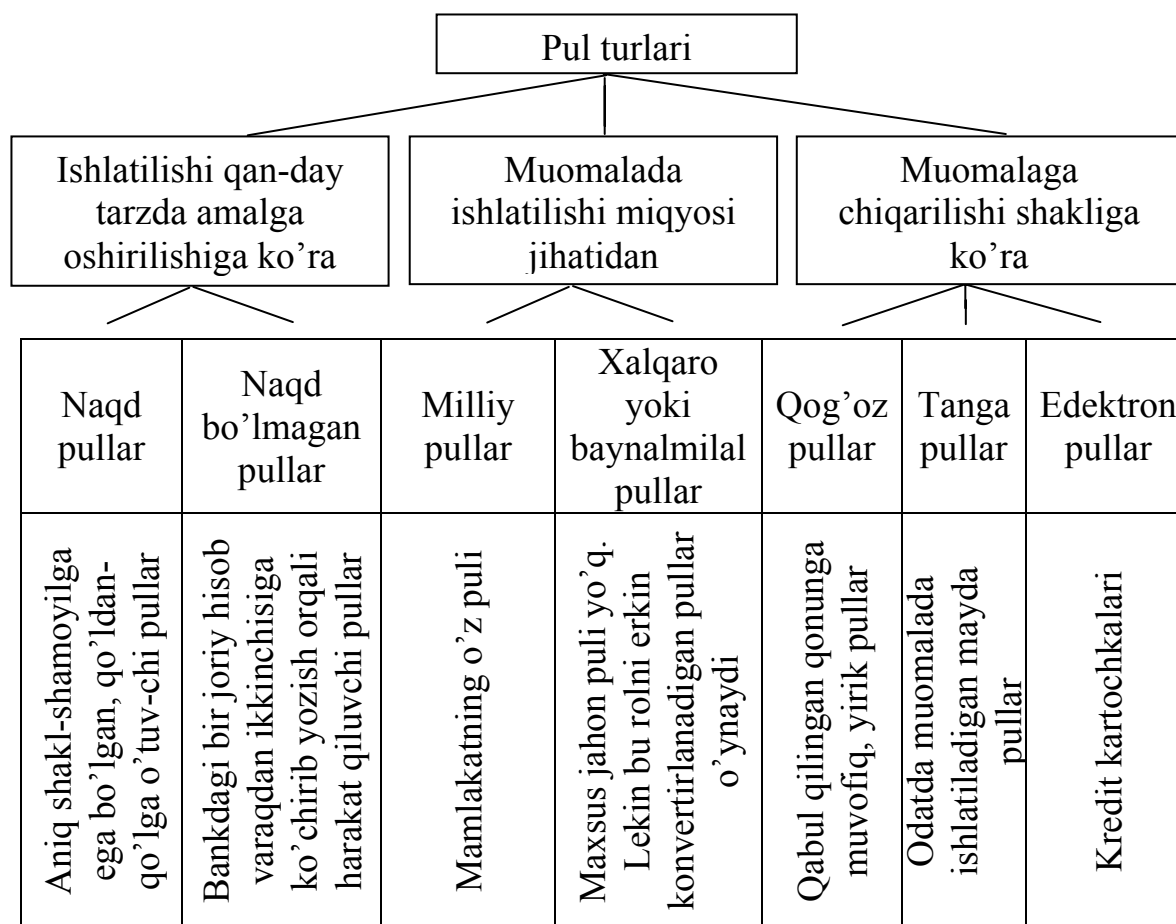 Pul turlari
Ishlatilishi qan-day
tarzda amalga
oshirilishiga ko’ra
Muomalada
ishlatilishi miqyosi
jihatidan
Muomalaga
chiqarilishi shakliga
ko’ra
Naqd
pullar
Naqd
bo’lmagan
pullar
Milliy
pullar
Xalqaro
yoki
baynalmilal
pullar
Qog’oz
pullar
Tanga
pullar
Edektron
pullar
Aniq shakl-shamoyilga
ega bo’lgan, qo’ldan-
qo’lga o’tuv-chi pullar
Bankdagi bir joriy hisob
varaqdan ikkinchisiga
ko’chirib yozish orqali
harakat qiluvchi pullar
Mamlakatning o’z puli
Maxsus jahon puli yo’q.
Lekin bu rolni erkin
konvertirlanadigan pullar
o’ynaydi
Qabul qilingan qonunga
muvofiq, yirik pullar
Odatda muomalada
ishlatiladigan mayda
pullar
Kredit kartochkalari